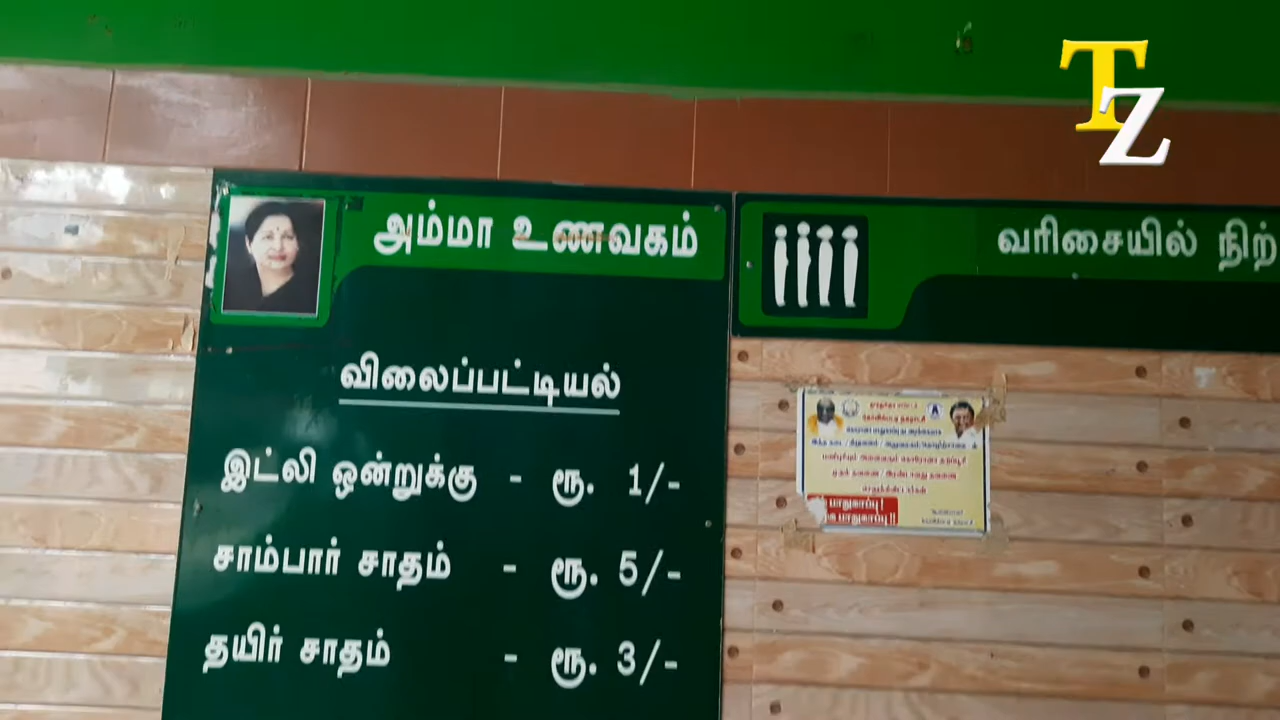 TZ
அம்மா உணவகம்
விலைப்பட்டியல்
இட்லி ஒன்றுக்கு - ரூ. 1/-
சாம்பார் சாதம் - ரூ. 5/-
தயிர் சாதம் - ரூ. 3/-
வரிசையில் நிற்
பாதுகாப்பு!
பாதுகாப்பு!!